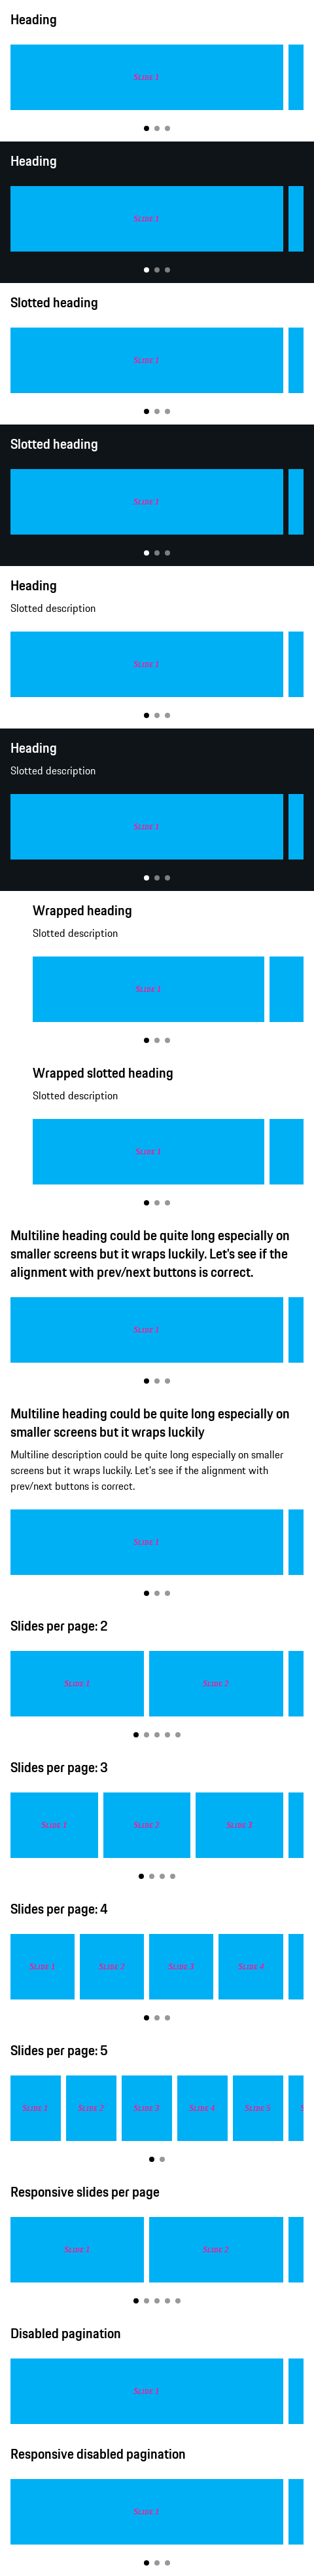 Heading
Slide 1
Heading
Slide 1
Slotted heading
Slide 1
Slotted heading
Slide 1
Heading
Slotted description
Slide 1
Heading
Slotted description
Slide 1
Wrapped heading
Slotted description
Slide 1
Wrapped slotted heading
Slotted description
Slide 1
Multiline heading could be quite long especially on
smaller screens but it wraps luckily. Let's see if the
alignment with prev/next buttons is correct.
Slide 1
Multiline heading could be quite long especially on
smaller screens but it wraps luckily
Multiline description could be quite long especially on smaller
screens but it wraps luckily. Let's see if the alignment with
prev/next buttons is correct.
Slide 1
Slides per page: 2
Slide 1 Slide 2
Slides per page: 3
Slide 1 Slide 2 Slide 3
Slides per page: 4
Slide 1 Slide 2 Slide 3 Slide 4
Slides per page: 5
Slide 1 Slide 2 Slide 3 Slide 4 Slide 5
Responsive slides per page
Slide 1 Slide 2
Disabled pagination
Slide 1
Responsive disabled pagination
Slide 1